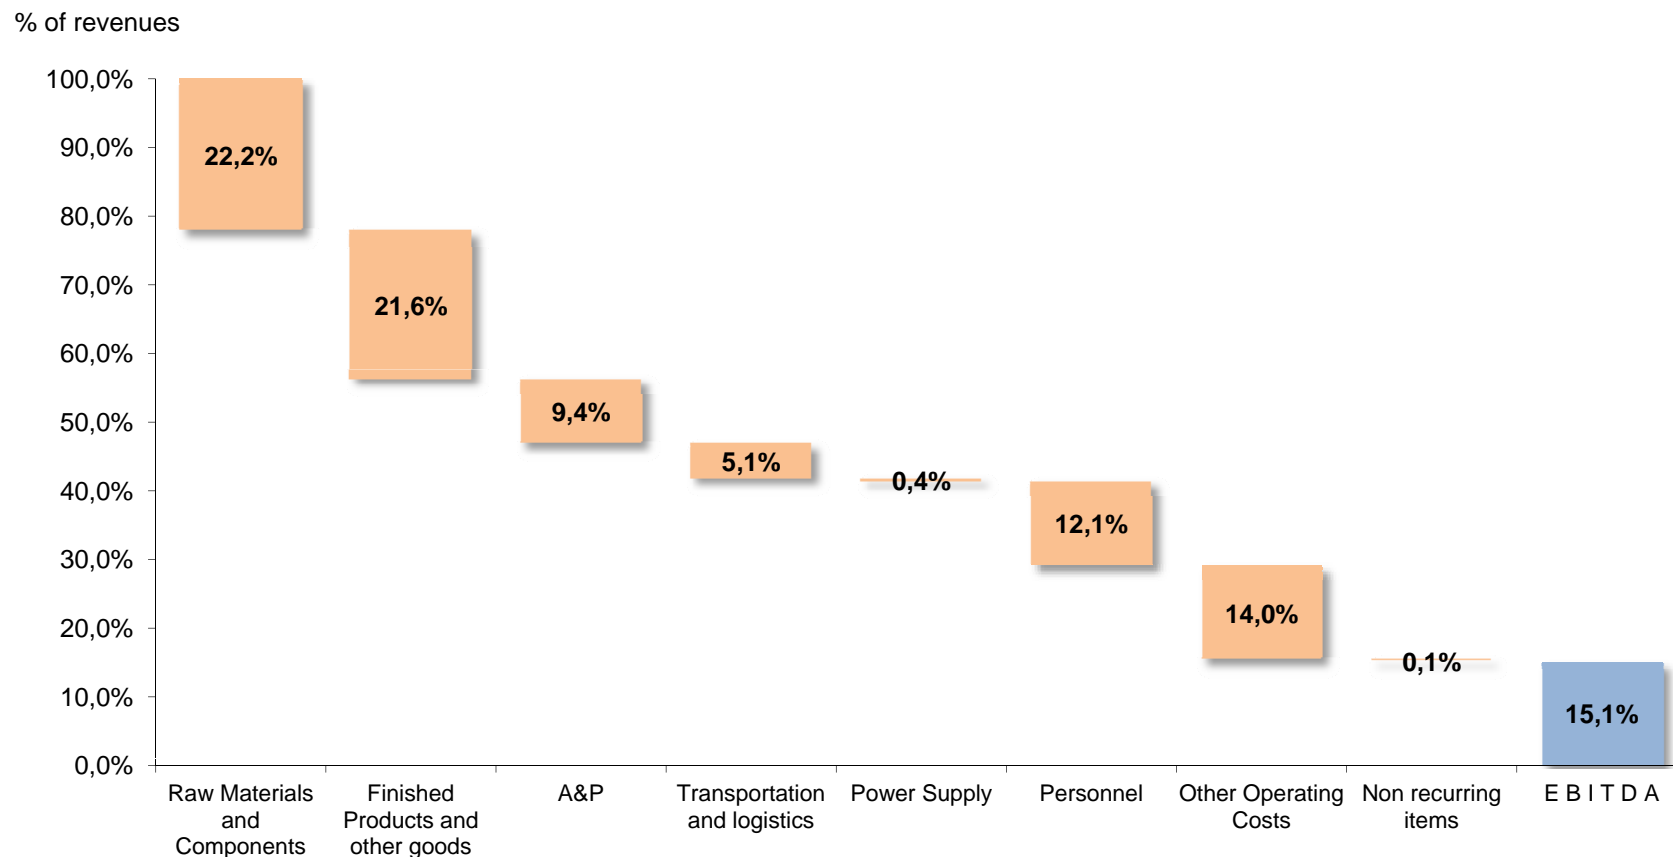 % of revenues
100,0%
90,0%
80,0%
70,0%
60,0%
50,0%
40,0%
30,0%
20,0%
10,0%
0,0%
22,2%
21,6%
9,4%
5,1%
0,4%
12,1%
14,0%
0,1%
15,1%
Raw Materials
and
Components
Finished
Products and
other goods
A&P
Transportation
and logistics
Power Supply
Personnel
Other Operating
Costs
Non recurring
items
E B I T D A